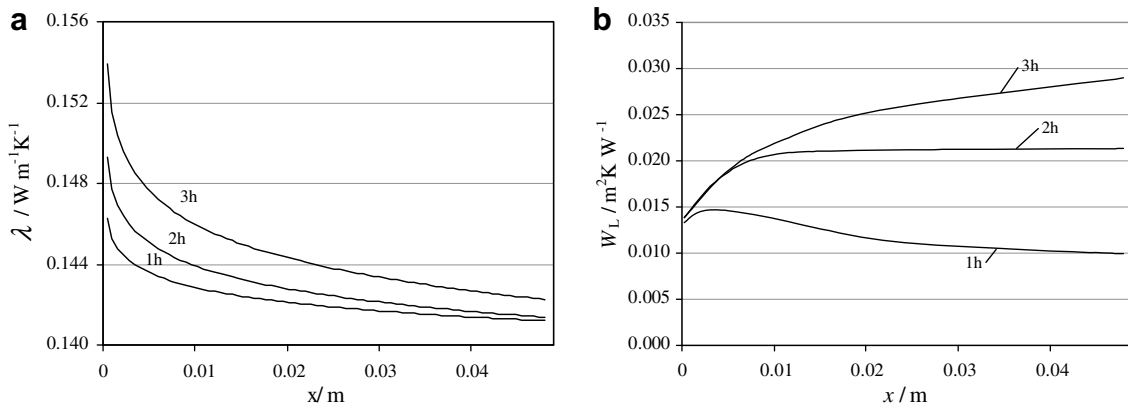 a
0.156
0.152
0.148
0.144
0.140
λ / W m⁻¹K⁻¹
3h
2h
1h
0
0.01
0.02
0.03
0.04
x/ m
b
0.035
0.030
0.025
0.020
0.015
0.010
0.005
0.000
W_L / m²K W⁻¹
3h
2h
1h
0
0.01
0.02
0.03
0.04
x / m